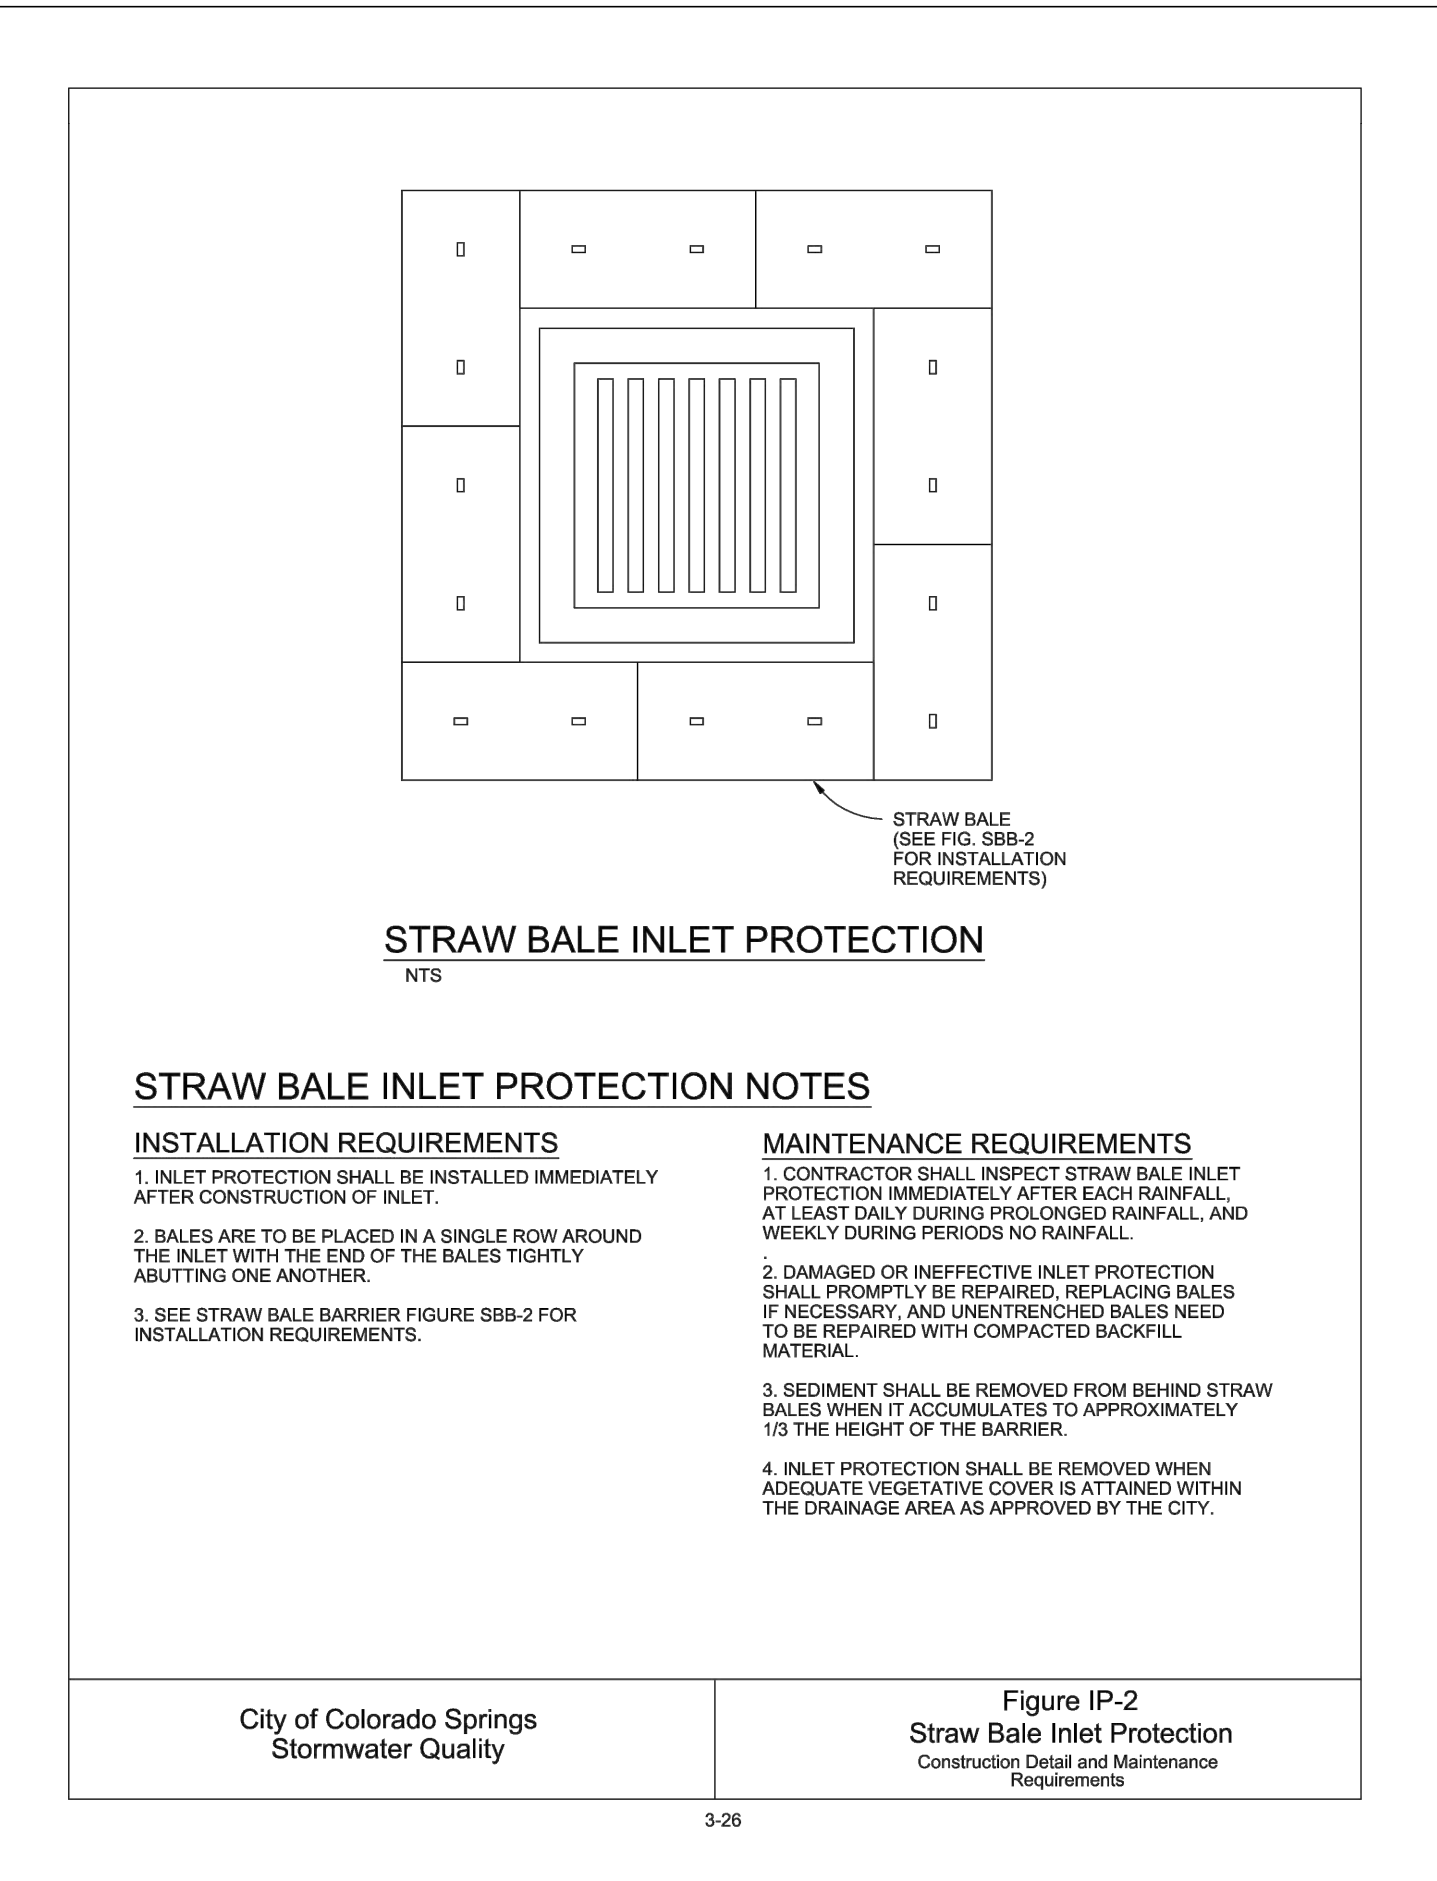 STRAW BALE
(SEE FIG. SBB-2
FOR INSTALLATION
REQUIREMENTS)
STRAW BALE INLET PROTECTION
NTS
STRAW BALE INLET PROTECTION NOTES
INSTALLATION REQUIREMENTS
1. INLET PROTECTION SHALL BE INSTALLED IMMEDIATELY
AFTER CONSTRUCTION OF INLET.
2. BALES ARE TO BE PLACED IN A SINGLE ROW AROUND
THE INLET WITH THE END OF THE BALES TIGHTLY
ABUTTING ONE ANOTHER.
3. SEE STRAW BALE BARRIER FIGURE SBB-2 FOR
INSTALLATION REQUIREMENTS.
MAINTENANCE REQUIREMENTS
1. CONTRACTOR SHALL INSPECT STRAW BALE INLET
PROTECTION IMMEDIATELY AFTER EACH RAINFALL,
AT LEAST DAILY DURING PROLONGED RAINFALL, AND
WEEKLY DURING PERIODS NO RAINFALL.
.
2. DAMAGED OR INEFFECTIVE INLET PROTECTION
SHALL PROMPTLY BE REPAIRED, REPLACING BALES
IF NECESSARY, AND UNENTRENCHED BALES NEED
TO BE REPAIRED WITH COMPACTED BACKFILL
MATERIAL.
3. SEDIMENT SHALL BE REMOVED FROM BEHIND STRAW
BALES WHEN IT ACCUMULATES TO APPROXIMATELY
1/3 THE HEIGHT OF THE BARRIER.
4. INLET PROTECTION SHALL BE REMOVED WHEN
ADEQUATE VEGETATIVE COVER IS ATTAINED WITHIN
THE DRAINAGE AREA AS APPROVED BY THE CITY.
City of Colorado Springs
Stormwater Quality
Figure IP-2
Straw Bale Inlet Protection
Construction Detail and Maintenance
Requirements
3-26